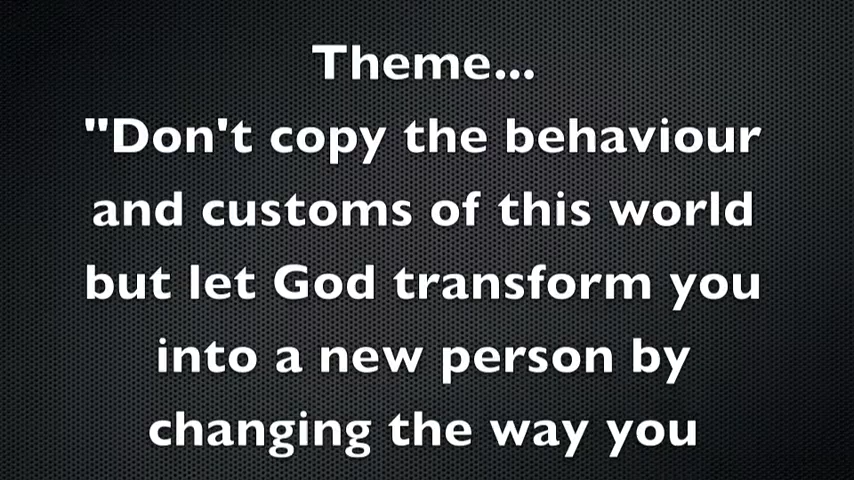 Theme...
"Don't copy the behaviour
and customs of this world
but let God transform you
into a new person by
changing the way you